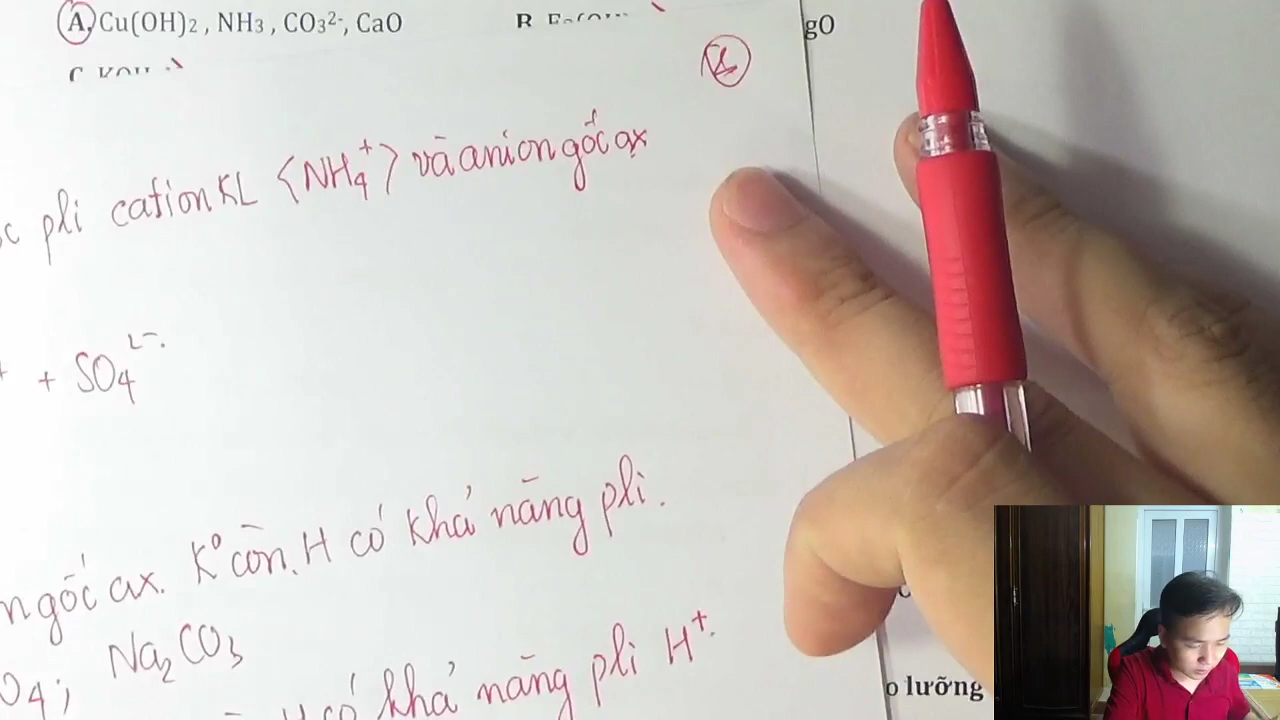 A. Cu(OH)2 , NH3 , CO3²⁻, CaO
gO
pli cation KL (NH4⁺) và anion gốc ax
+ SO4²⁻.
gốc ax. K° còn H có khả năng pli.
O4; Na2CO3
có khả năng pli H⁺.
o lưỡng